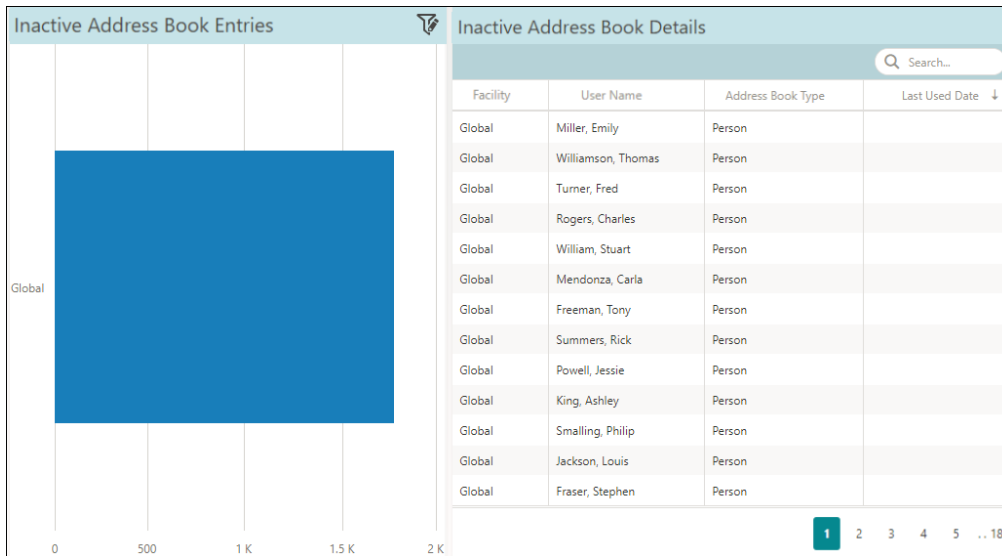 Inactive Address Book Entries
Global
0 500 1 K 1.5 K 2 K
Inactive Address Book Details
Search...
Facility User Name Address Book Type Last Used Date ↓
Global Miller, Emily Person
Global Williamson, Thomas Person
Global Turner, Fred Person
Global Rogers, Charles Person
Global William, Stuart Person
Global Mendonza, Carla Person
Global Freeman, Tony Person
Global Summers, Rick Person
Global Powell, Jessie Person
Global King, Ashley Person
Global Smalling, Philip Person
Global Jackson, Louis Person
Global Fraser, Stephen Person
1 2 3 4 5 .. 18